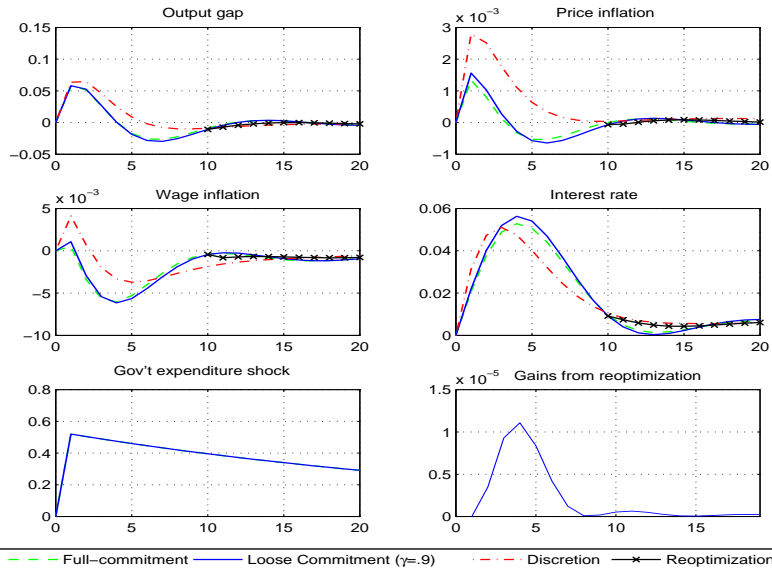 Output gap
0.15
0.1
0.05
0
−0.05
0 5 10 15 20
Price inflation
x 10⁻³
3
2
1
0
−1
0 5 10 15 20
Wage inflation
x 10⁻³
5
0
−5
−10
0 5 10 15 20
Interest rate
0.06
0.04
0.02
0
0 5 10 15 20
Gov't expenditure shock
0.8
0.6
0.4
0.2
0
0 5 10 15 20
Gains from reoptimization
x 10⁻⁵
1.5
1
0.5
0
0 5 10 15 20
Full−commitment Loose Commitment (γ=.9) Discretion Reoptimization